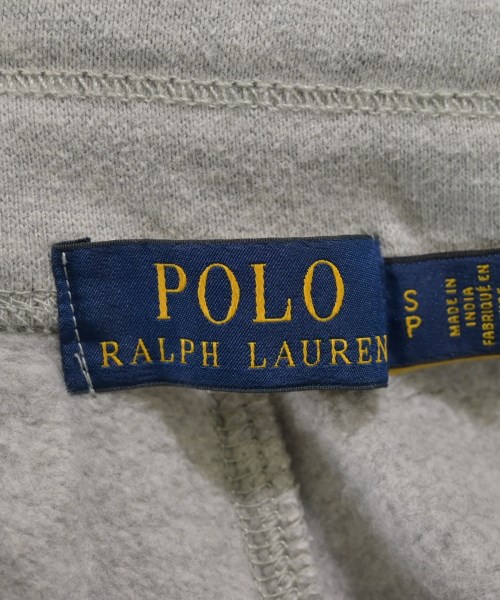 POLO
RALPH LAUREN
S
P
MADE IN
INDIA
FABRIQUÉ EN